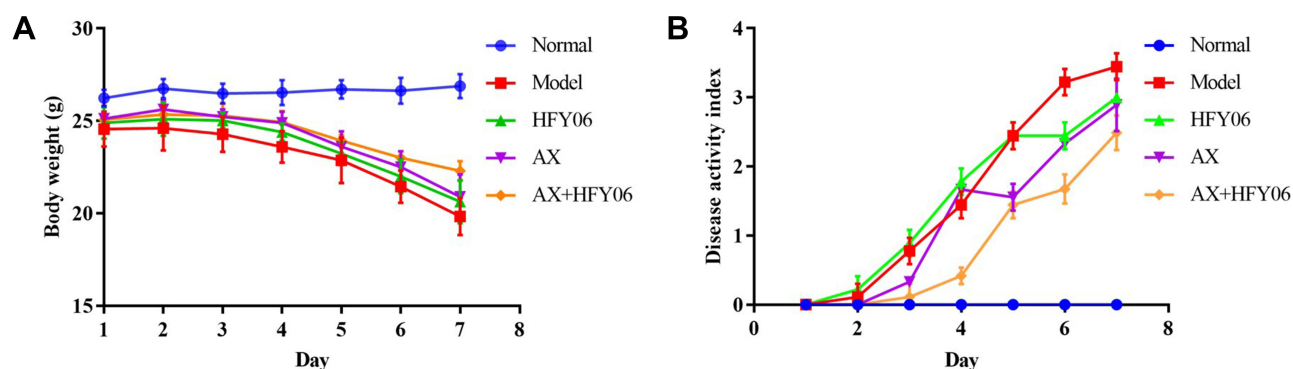 A
Body weight (g)
30
25
20
15
1 2 3 4 5 6 7 8
Day
Normal
Model
HFY06
AX
AX+HFY06
B
Disease activity index
4
3
2
1
0
0 2 4 6 8
Day
Normal
Model
HFY06
AX
AX+HFY06